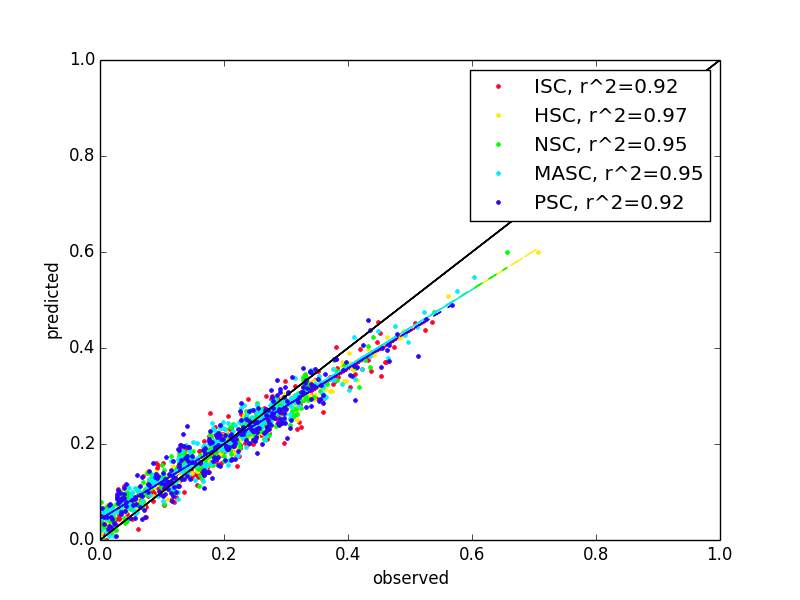 1.0
0.8
0.6
0.4
0.2
0.0
predicted
ISC, r^2=0.92
HSC, r^2=0.97
NSC, r^2=0.95
MASC, r^2=0.95
PSC, r^2=0.92
0.0 0.2 0.4 0.6 0.8 1.0
observed